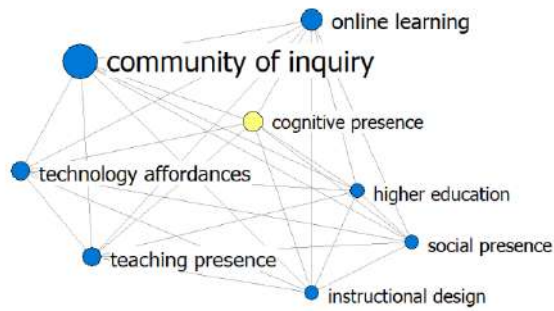 online learning
community of inquiry
cognitive presence
technology affordances
higher education
social presence
teaching presence
instructional design